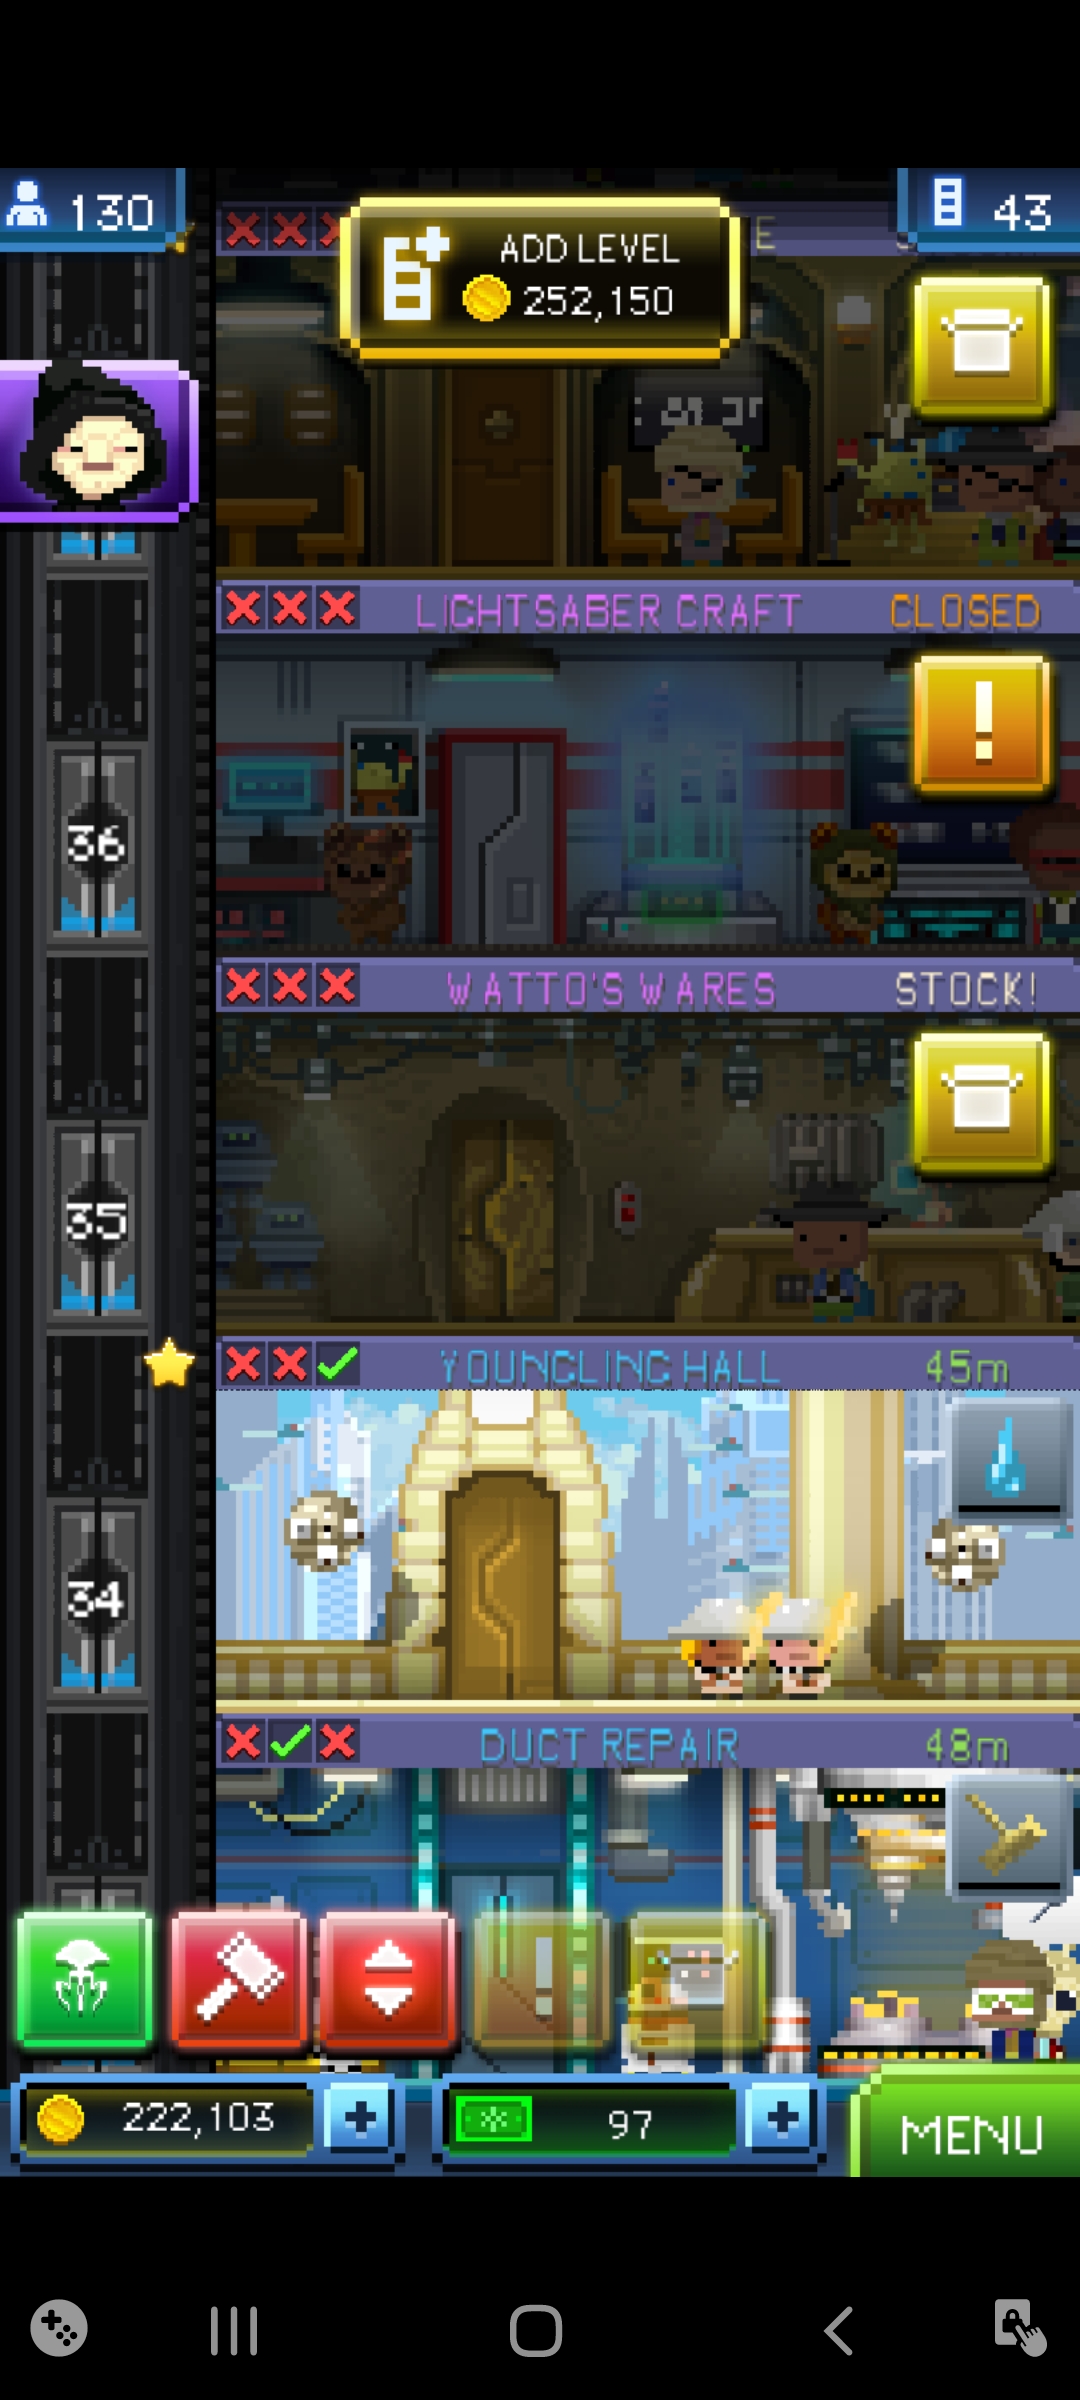 130
ADD LEVEL
252,150
E
43
LIGHTSABER CRAFT
CLOSED
!
36
WATTO'S WARES
STOCK!
35
YOUNGLING HALL
45m
34
DUCT REPAIR
48m
!
222,103
+
97
+
MENU